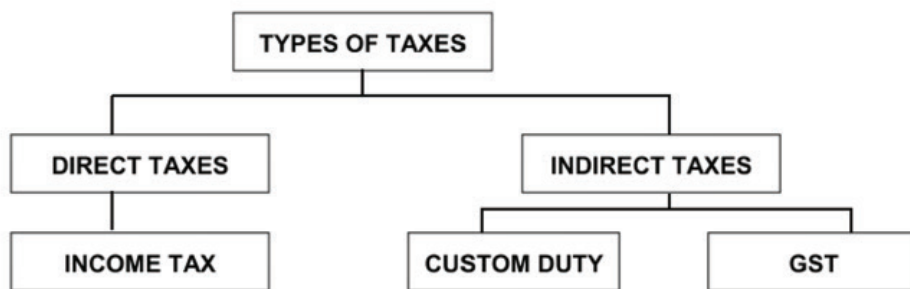 TYPES OF TAXES
DIRECT TAXES
INDIRECT TAXES
INCOME TAX
CUSTOM DUTY
GST